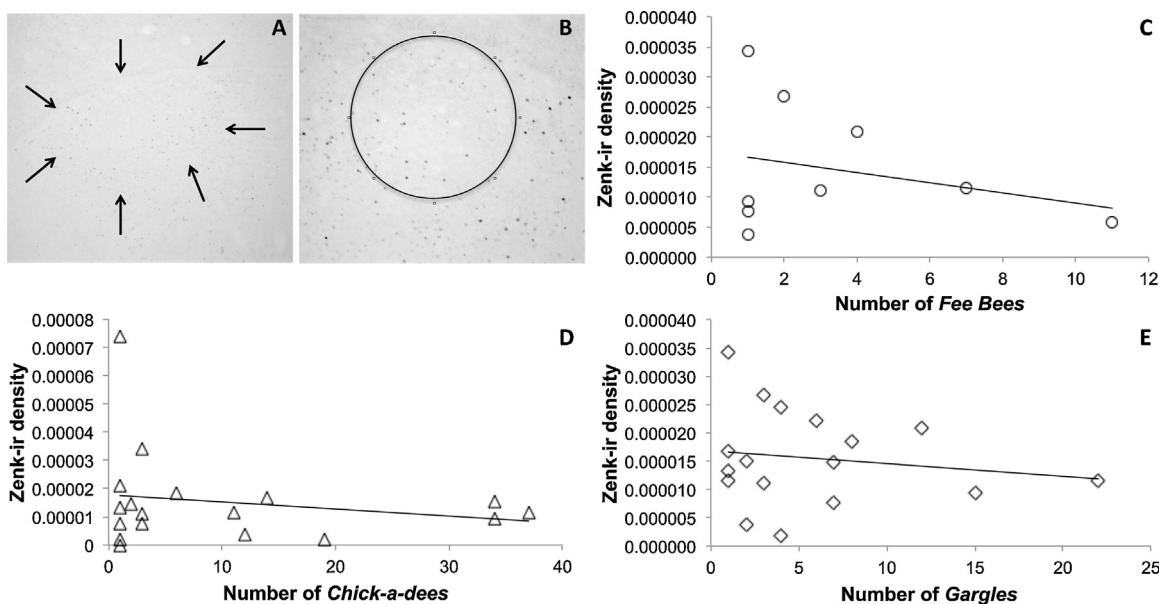 A
B
C
Zenk-ir density
0.000040
0.000035
0.000030
0.000025
0.000020
0.000015
0.000010
0.000005
0.000000
0 2 4 6 8 10 12
Number of Fee Bees
D
Zenk-ir density
0.00008
0.00007
0.00006
0.00005
0.00004
0.00003
0.00002
0.00001
0
0 10 20 30 40
Number of Chick-a-dees
E
Zenk-ir density
0.000040
0.000035
0.000030
0.000025
0.000020
0.000015
0.000010
0.000005
0.000000
0 5 10 15 20 25
Number of Gargles